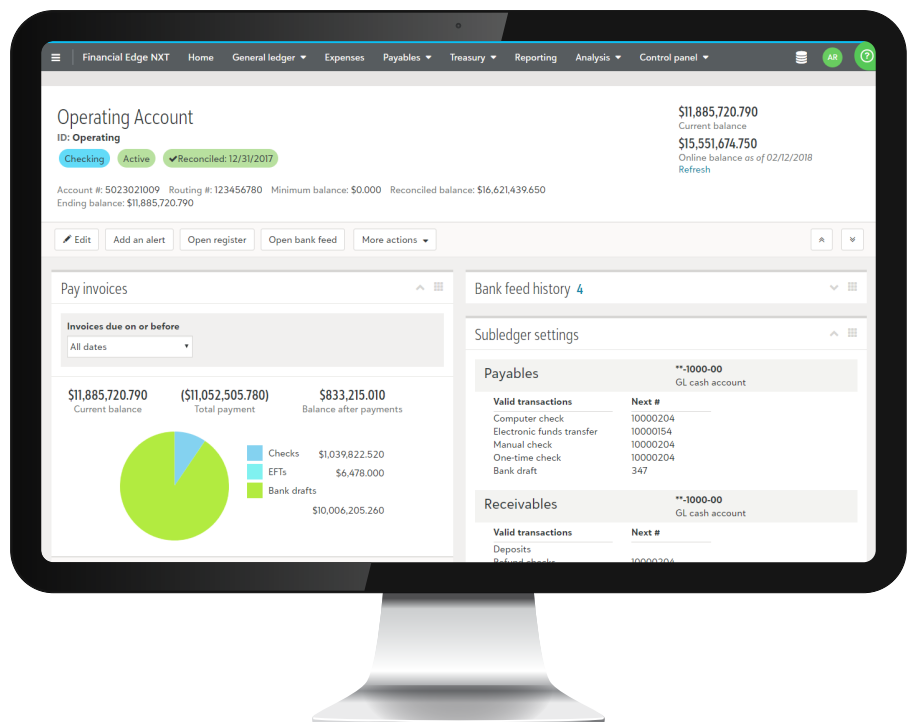 Financial Edge NXT Home General ledger Expenses Payables Treasury Reporting Analysis Control panel AR ?
Operating Account
ID: Operating
Checking Active Reconciled: 12/31/2017
$11,885,720.790
Current balance
$15,551,674.750
Online balance as of 02/12/2018
Refresh
Account #: 5023021009 Routing #: 123456780 Minimum balance: $0.000 Reconciled balance: $16,621,439.650
Ending balance: $11,885,720.790
Edit Add an alert Open register Open bank feed More actions
Pay invoices
Invoices due on or before
All dates
$11,885,720.790 ($11,052,505.780) $833,215.010
Current balance Total payment Balance after payments
Checks $1,039,822.520
EFTs $6,478.000
Bank drafts
$10,006,205.260
Bank feed history 4
Subledger settings
Payables **-1000-00
GL cash account
Valid transactions Next #
Computer check 10000204
Electronic funds transfer 10000154
Manual check 10000204
One-time check 10000204
Bank draft 347
Receivables **-1000-00
GL cash account
Valid transactions Next #
Deposits
Refund checks 10000204